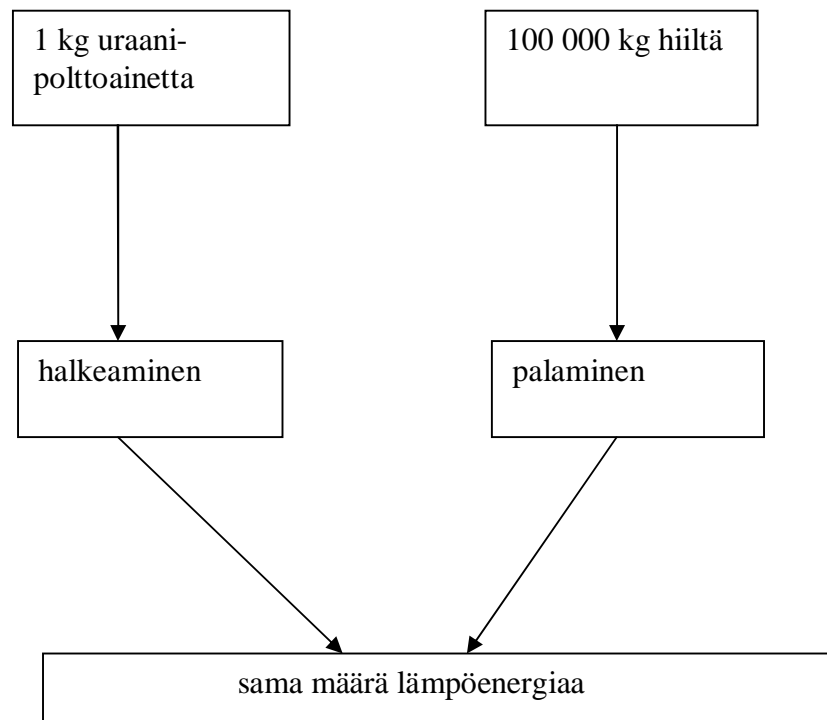 1 kg uraani-
polttoainetta
100 000 kg hiiltä
halkeaminen
palaminen
sama määrä lämpöenergiaa